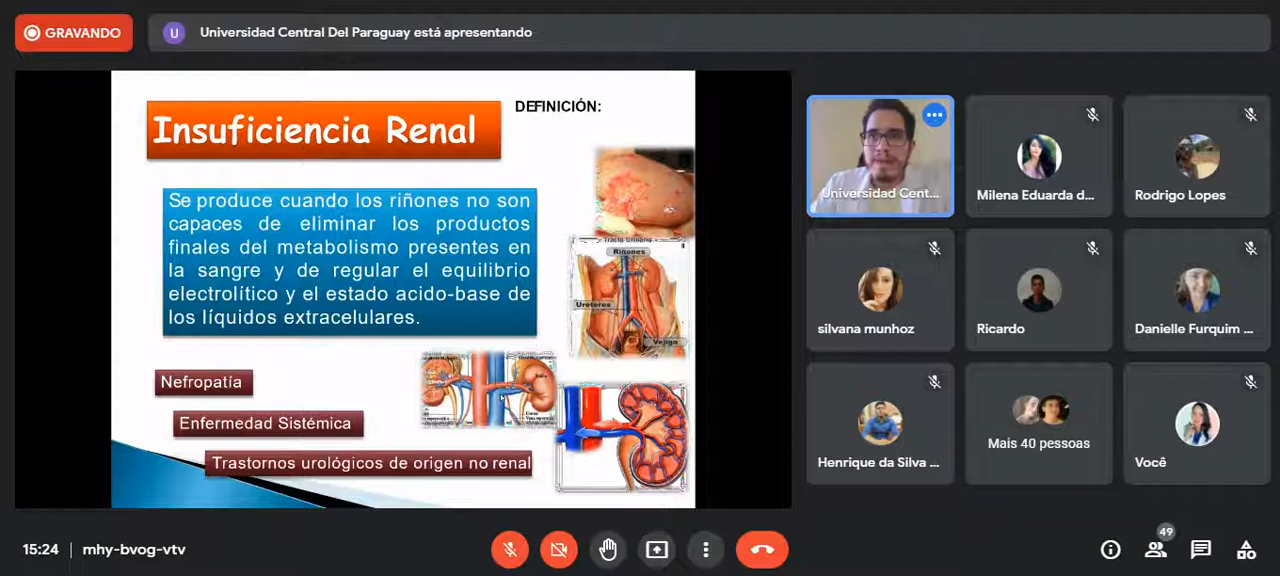 GRAVANDO
U
Universidad Central Del Paraguay está apresentando
Insuficiencia Renal
DEFINICIÓN:
Se produce cuando los riñones no son
capaces de eliminar los productos
finales del metabolismo presentes en
la sangre y de regular el equilibrio
electrolítico y el estado acido-base de
los líquidos extracelulares.
Tracto Urinario
Riñones
Uréteres
Vejiga
Nefropatía
Enfermedad Sistémica
Trastornos urológicos de origen no renal
Universidad Cent...
Milena Eduarda d...
Rodrigo Lopes
silvana munhoz
Ricardo
Danielle Furquim ...
Henrique da Silva ...
Mais 40 pessoas
Você
15:24
mhy-bvog-vtv
49